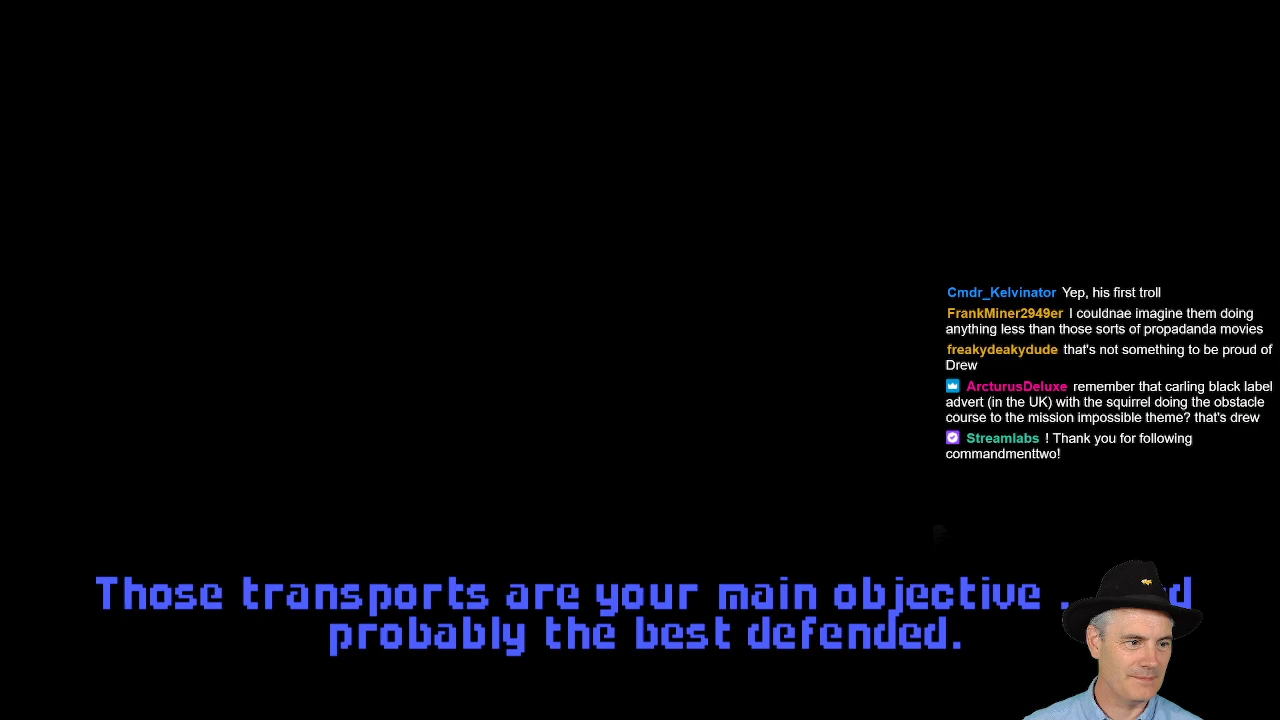 Cmdr_Kelvinator Yep, his first troll
FrankMiner2949er I couldnae imagine them doing
anything less than those sorts of propadanda movies
freakydeakydude that's not something to be proud of
Drew
ArcturusDeluxe remember that carling black label
advert (in the UK) with the squirrel doing the obstacle
course to the mission impossible theme? that's drew
Streamlabs ! Thank you for following
commandmenttwo!
Those transports are your main objective
probably the best defended.